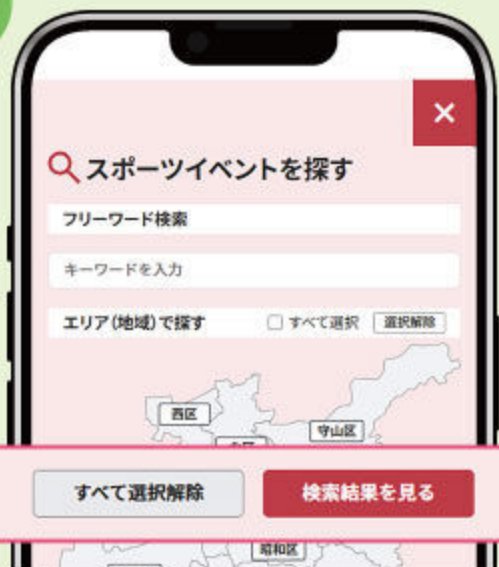 ×
スポーツイベントを探す
フリーワード検索
キーワードを入力
エリア(地域)で探す □ すべて選択 選択解除
西区
守山区
すべて選択解除 検索結果を見る
昭和区